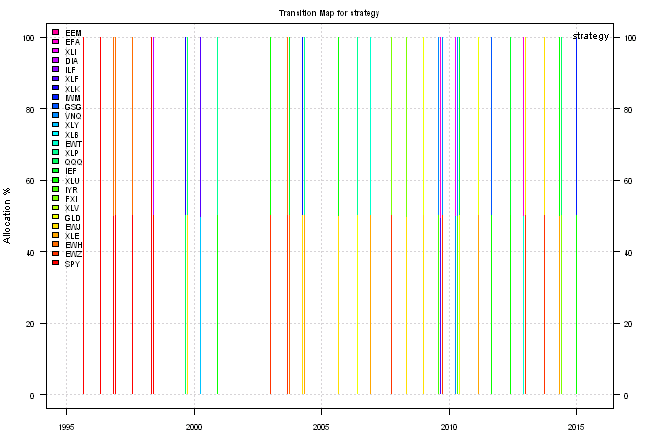 Transition Map for strategy
strategy
Allocation %
100
80
60
40
20
0
100
80
60
40
20
0
EEM
EFA
XLI
DIA
ILF
XLF
XLK
IWM
GSG
VNQ
XLY
XLB
EWT
XLP
QQQ
IEF
XLU
IYR
FXI
XLV
GLD
EWJ
XLE
EWH
EWZ
SPY
1995
2000
2005
2010
2015